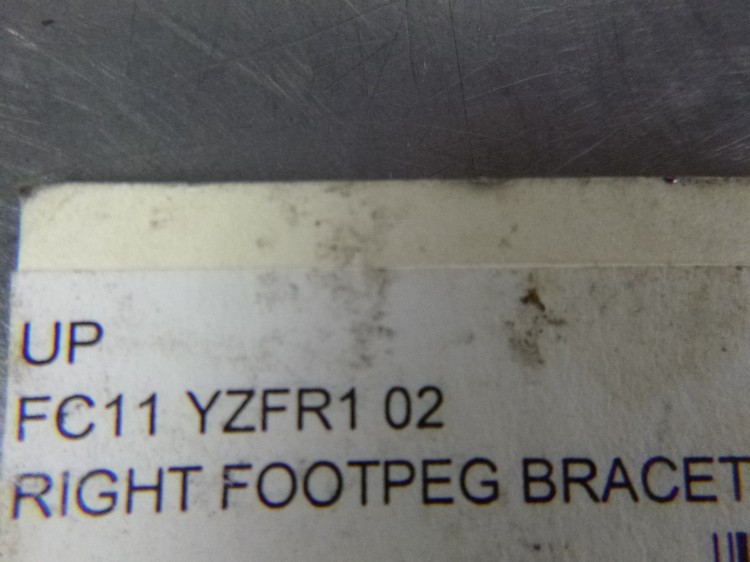 UP
FC11 YZFR1 02
RIGHT FOOTPEG BRACET